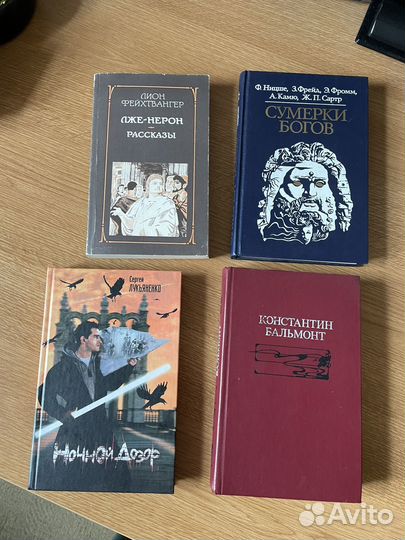 ЛИОН
ФЕЙХТВАНГЕР
ЛЖЕ-НЕРОН
РАССКАЗЫ
Ф. Ницше, З. Фрейд, Э. Фромм,
А. Камю, Ж. П. Сартр
СУМЕРКИ
БОГОВ
Сергей
ЛУКЬЯНЕНКО
НОЧНОЙ ДОЗОР
КОНСТАНТИН
БАЛЬМОНТ
Avito